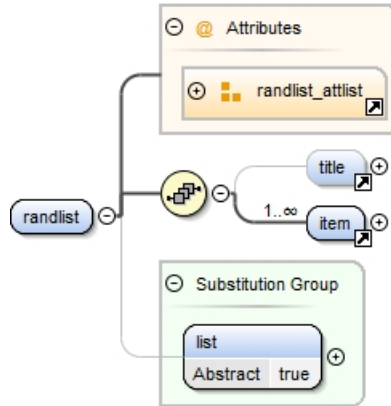 @ Attributes
randlist_attlist
title
1..∞
randlist
item
Substitution Group
list
Abstract true